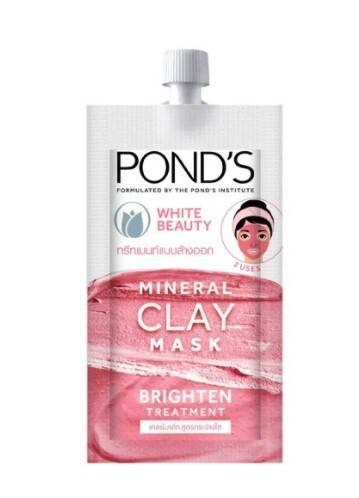 POND'S
FORMULATED BY THE POND'S INSTITUTE
WHITE
BEAUTY
ทรีทเมนท์แบบล้างออก
2 USES
MINERAL
CLAY
MASK
BRIGHTEN
TREATMENT